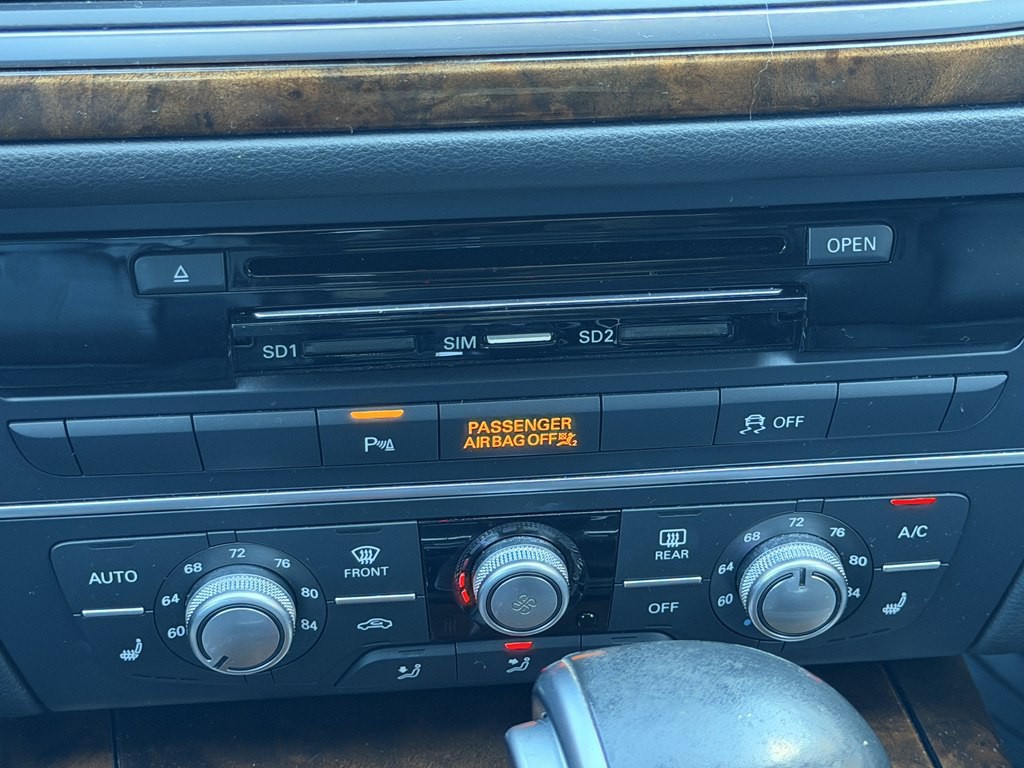 OPEN
SD1 SIM SD2
P PASSENGER
AIRBAG OFF 2 OFF
AUTO
60 64 68 72 76 80 84
FRONT
REAR
OFF
60 64 68 72 76 80 84
A/C